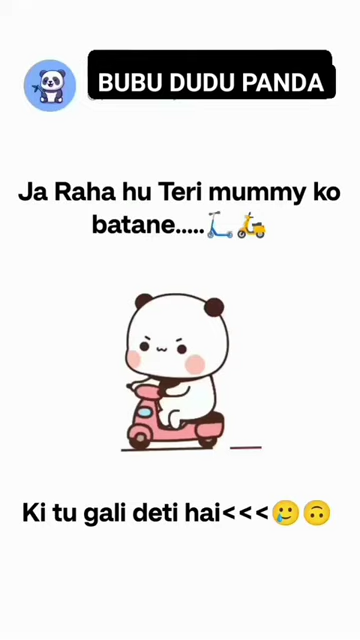 BUBU DUDU PANDA
Ja Raha hu Teri mummy ko
batane.....🛴🛵
Ki tu gali deti hai<<<🥲🙃